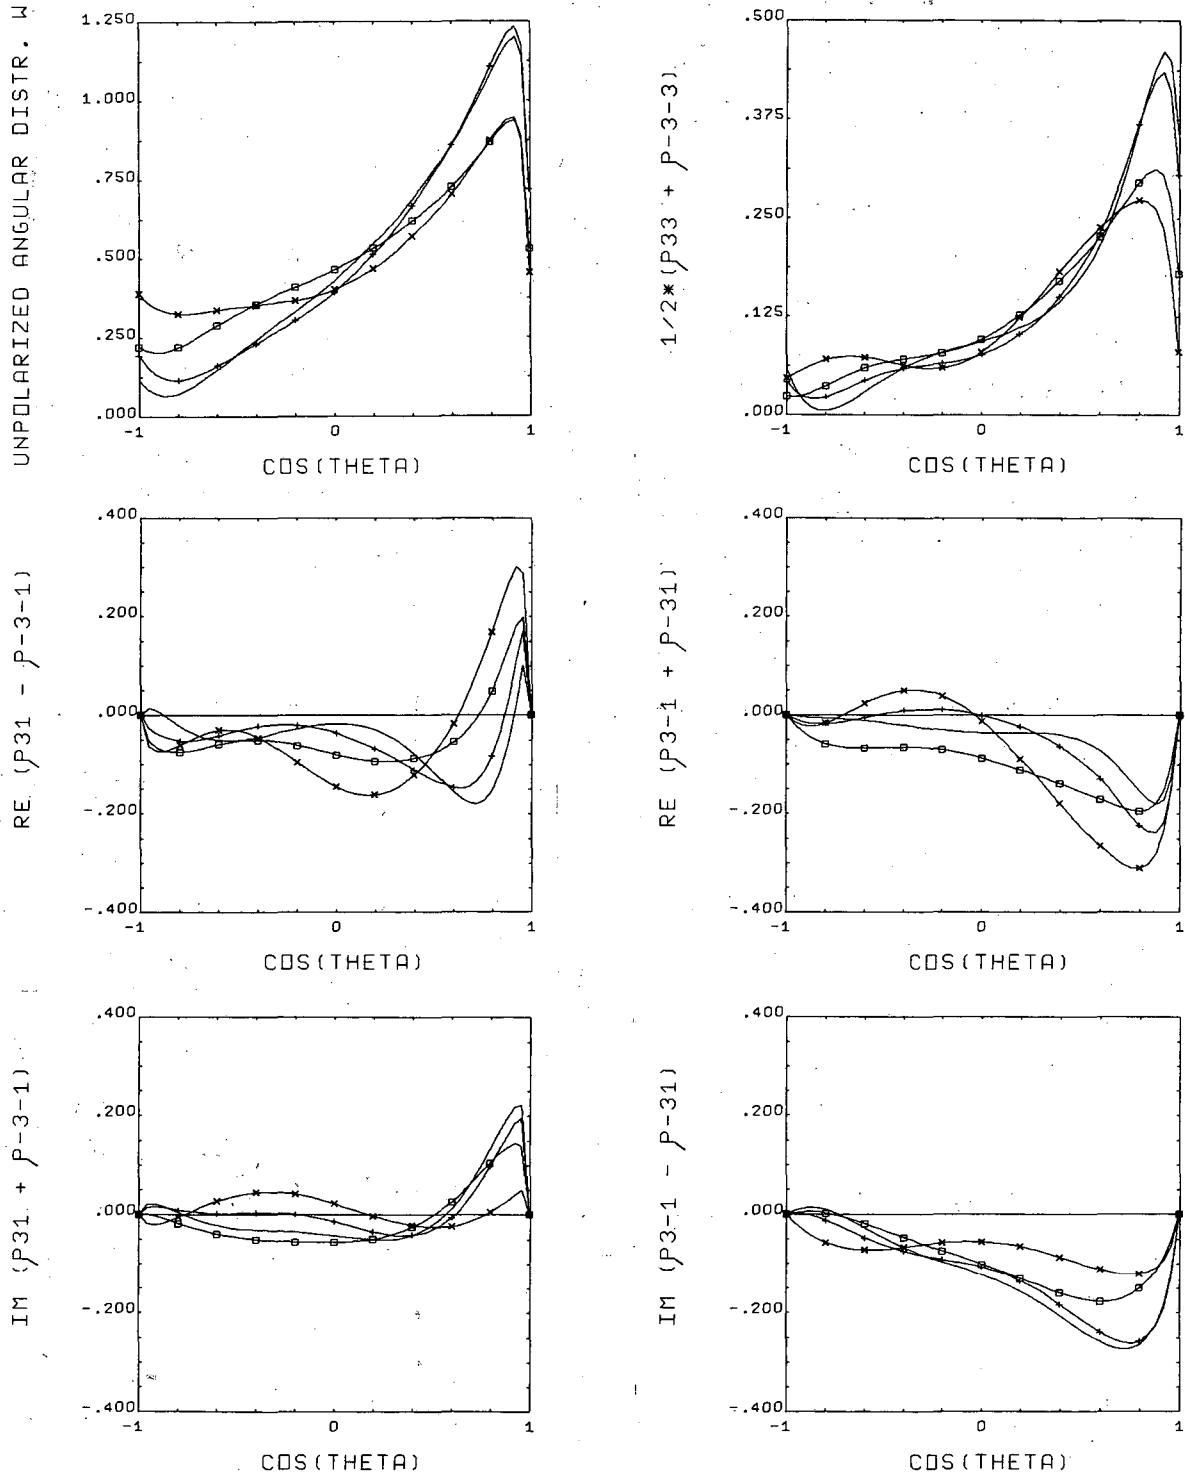 UNPOLARIZED ANGULAR DISTR. W
1.250
1.000
.750
.500
.250
.000
-1 0 1
COS(THETA)
1/2*(ρ33 + ρ-3-3)
.500
.375
.250
.125
.000
-1 0 1
COS(THETA)
RE (ρ31 - ρ-3-1)
.400
.200
.000
-.200
-.400
-1 0 1
COS(THETA)
RE (ρ3-1 + ρ-31)
.400
.200
.000
-.200
-.400
-1 0 1
COS(THETA)
IM (ρ31 + ρ-3-1)
.400
.200
.000
-.200
-.400
-1 0 1
COS(THETA)
IM (ρ3-1 - ρ-31)
.400
.200
.000
-.200
-.400
-1 0 1
COS(THETA)